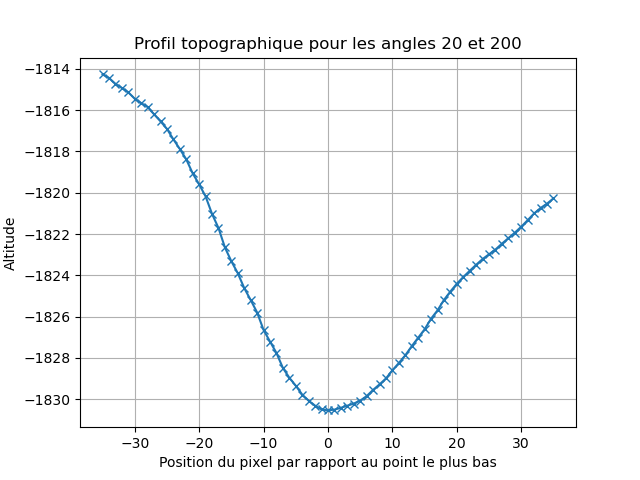 Profil topographique pour les angles 20 et 200
−1814
−1816
−1818
−1820
−1822
−1824
−1826
−1828
−1830
Altitude
−30 −20 −10 0 10 20 30
Position du pixel par rapport au point le plus bas